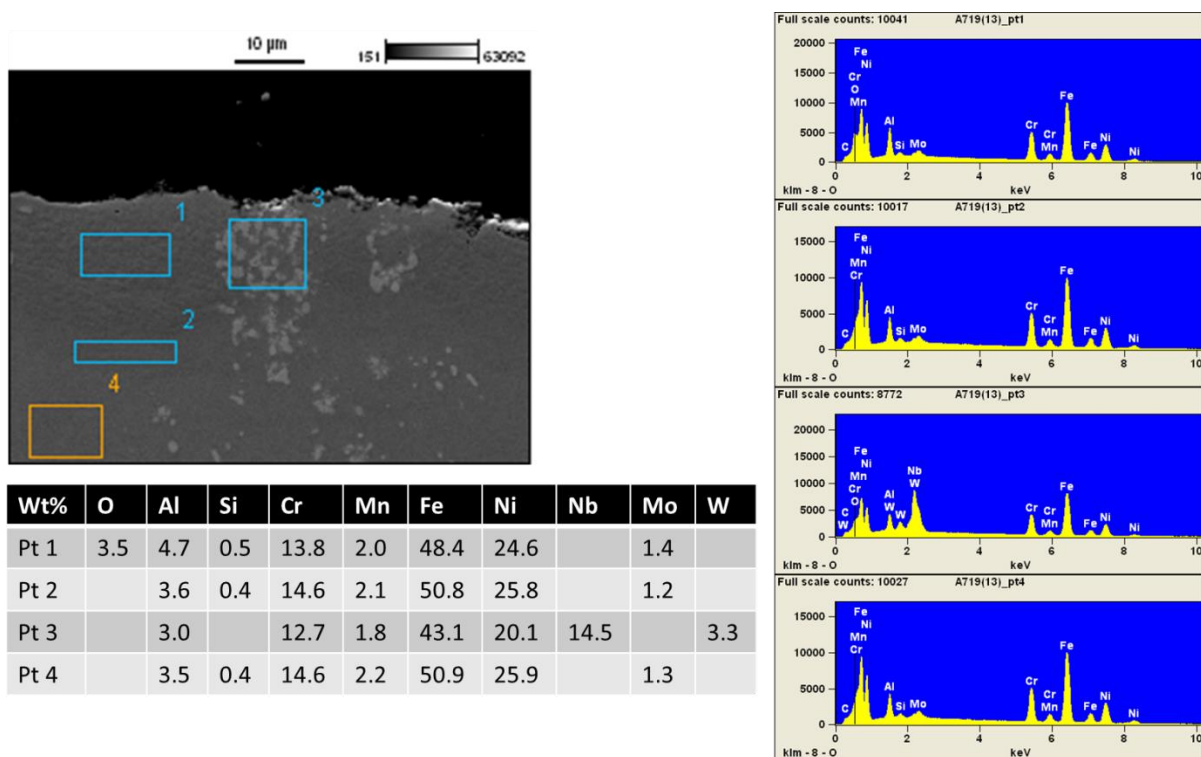 10 µm
151 63092
1
3
2
4
Wt% O Al Si Cr Mn Fe Ni Nb Mo W
Pt 1 3.5 4.7 0.5 13.8 2.0 48.4 24.6 1.4
Pt 2 3.6 0.4 14.6 2.1 50.8 25.8 1.2
Pt 3 3.0 12.7 1.8 43.1 20.1 14.5 3.3
Pt 4 3.5 0.4 14.6 2.2 50.9 25.9 1.3
Full scale counts: 10041 A719(13)_pt1
20000
15000
10000
5000
0
Fe
Ni
Cr
O
Mn
C
Al
Si
Mo
Cr
Cr
Mn
Fe
Fe
Ni
Ni
0 2 4 6 8 10
klm - 8 - O keV
Full scale counts: 10017 A719(13)_pt2
15000
10000
5000
0
Fe
Ni
Mn
Cr
C
Al
Si
Mo
Cr
Cr
Mn
Fe
Fe
Ni
Ni
0 2 4 6 8 10
klm - 8 - O keV
Full scale counts: 8772 A719(13)_pt3
20000
15000
10000
5000
0
Fe
Ni
Mn
Cr
O
C
W
Al
W
W
Nb
W
Cr
Cr
Mn
Fe
Fe
Ni
Ni
0 2 4 6 8 10
klm - 8 - O keV
Full scale counts: 10027 A719(13)_pt4
15000
10000
5000
0
Fe
Ni
Mn
Cr
C
Al
Si
Mo
Cr
Cr
Mn
Fe
Fe
Ni
Ni
0 2 4 6 8 10
klm - 8 - O keV